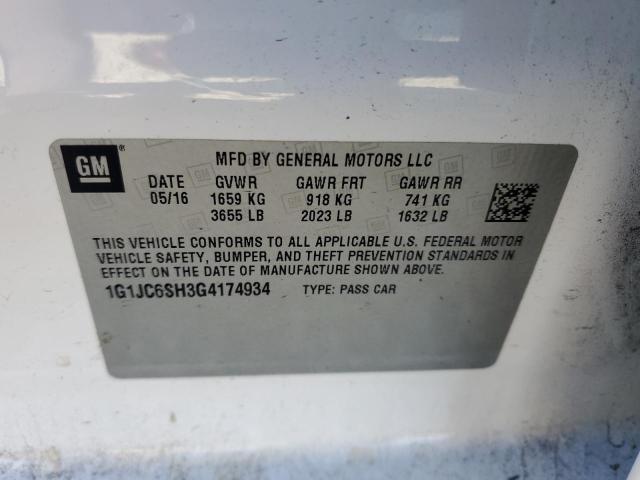 GM ® MFD BY GENERAL MOTORS LLC
DATE GVWR GAWR FRT GAWR RR
05/16 1659 KG 918 KG 741 KG
3655 LB 2023 LB 1632 LB
THIS VEHICLE CONFORMS TO ALL APPLICABLE U.S. FEDERAL MOTOR
VEHICLE SAFETY, BUMPER, AND THEFT PREVENTION STANDARDS IN
EFFECT ON THE DATE OF MANUFACTURE SHOWN ABOVE.
1G1JC6SH3G4174934 TYPE: PASS CAR